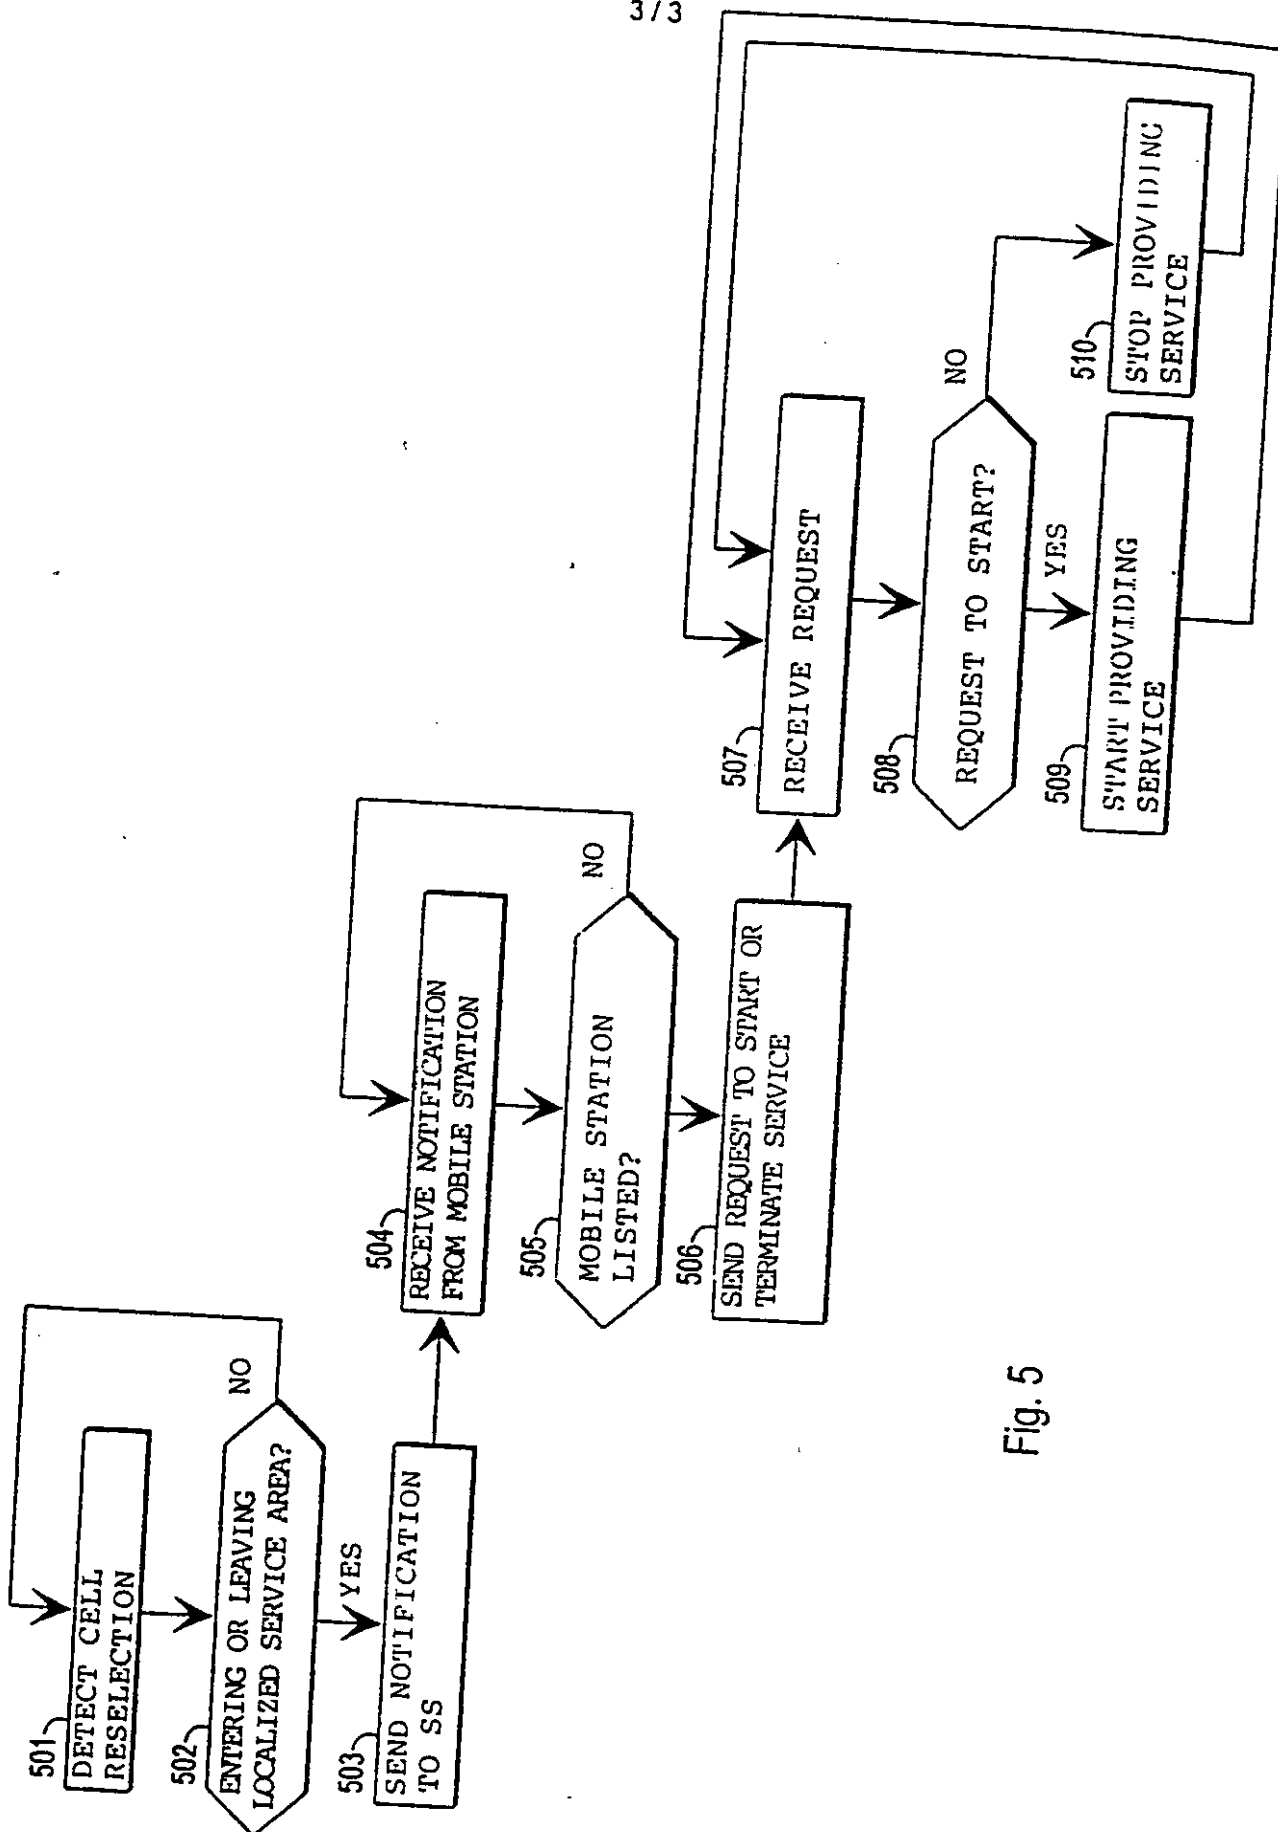 3/3
501
DETECT CELL
RESELECTION
502
ENTERING OR LEAVING
LOCALIZED SERVICE AREA?
NO
YES
503
SEND NOTIFICATION
TO SS
504
RECEIVE NOTIFICATION
FROM MOBILE STATION
505
MOBILE STATION
LISTED?
NO
506
SEND REQUEST TO START OR
TERMINATE SERVICE
507
RECEIVE REQUEST
508
REQUEST TO START?
NO
YES
509
START PROVIDING
SERVICE
510
STOP PROVIDING
SERVICE
Fig. 5